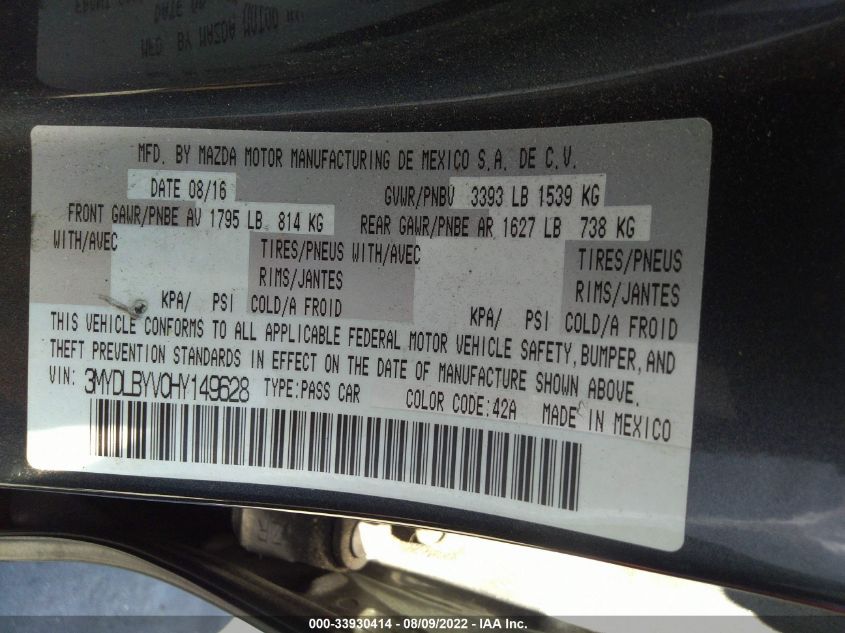 MFD. BY MAZDA MOTOR MANUFACTURING DE MEXICO S.A. DE C.V.
DATE 08/16 GVWR/PNBV 3393 LB 1539 KG
FRONT GAWR/PNBE AV 1795 LB 814 KG REAR GAWR/PNBE AR 1627 LB 738 KG
WITH/AVEC TIRES/PNEUS WITH/AVEC TIRES/PNEUS
RIMS/JANTES RIMS/JANTES
KPA/ PSI COLD/A FROID KPA/ PSI COLD/A FROID
THIS VEHICLE CONFORMS TO ALL APPLICABLE FEDERAL MOTOR VEHICLE SAFETY, BUMPER, AND
THEFT PREVENTION STANDARDS IN EFFECT ON THE DATE OF MANUFACTURE SHOWN ABOVE.
VIN: 3MYDLBYV0HY149628 TYPE:PASS CAR COLOR CODE:42A MADE IN MEXICO
000-33930414 - 08/09/2022 - IAA Inc.